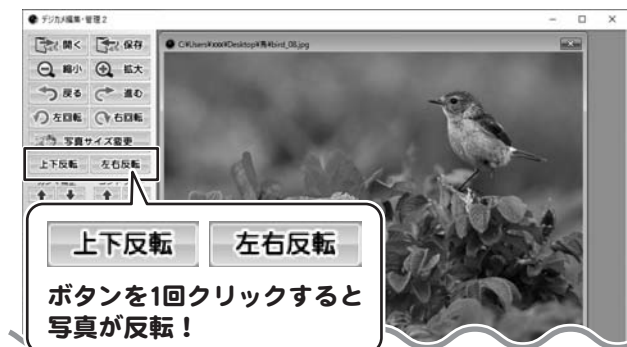 デジカメ編集・管理2
開く 保存
C:¥Users¥xxx¥Desktop¥鳥¥bird_08.jpg
縮小 拡大
戻る 進む
左回転 右回転
写真サイズ変更
上下反転 左右反転
上下反転 左右反転
ボタンを1回クリックすると
写真が反転！